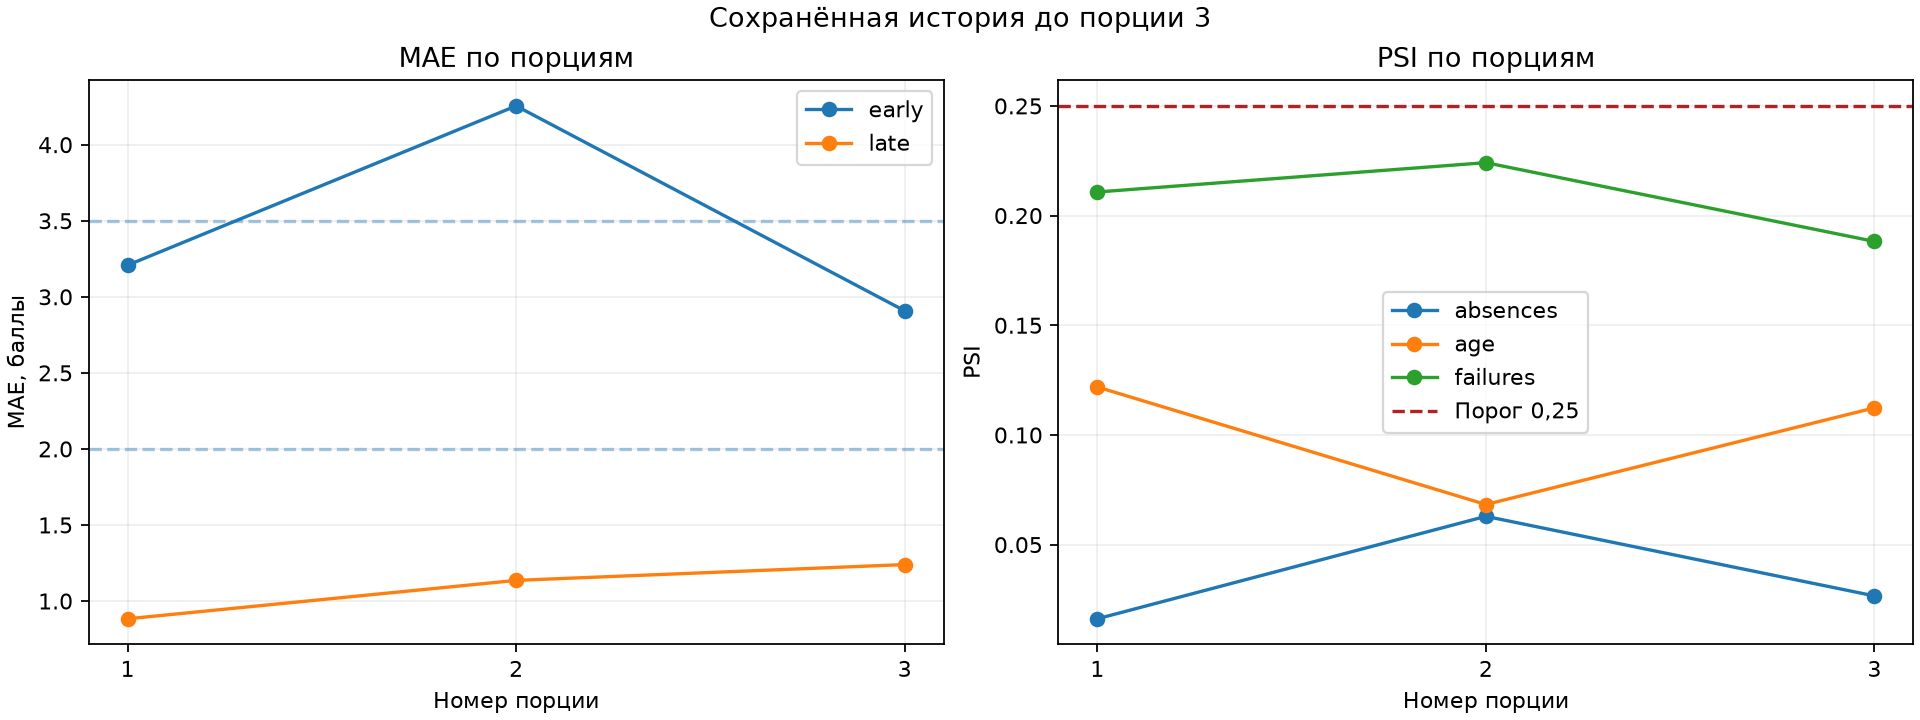 Сохранённая история до порции 3
MAE по порциям
early
late
4.0
3.5
3.0
2.5
2.0
1.5
1.0
MAE, баллы
1
2
3
Номер порции
PSI по порциям
0.25
0.20
0.15
0.10
0.05
PSI
absences
age
failures
Порог 0,25
1
2
3
Номер порции